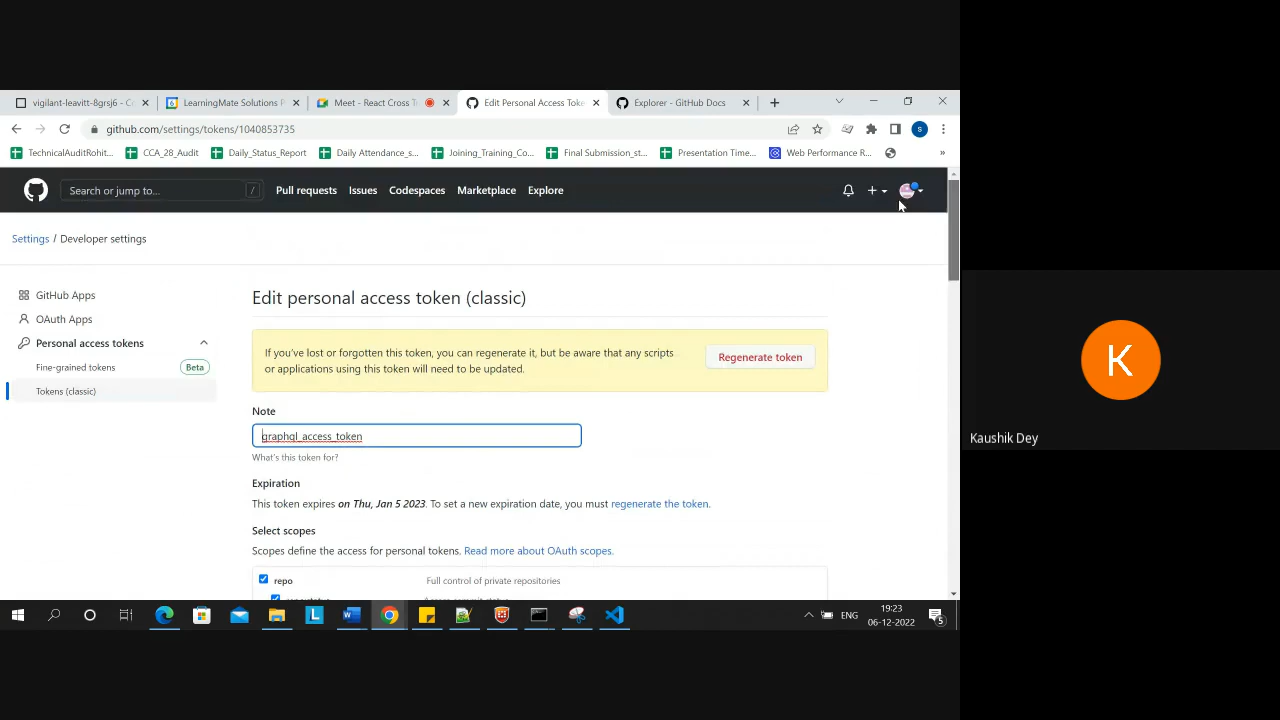 vigilant-leavitt-8grsj6 - C
LearningMate Solutions P
Meet - React Cross T
Edit Personal Access Toke
Explorer - GitHub Docs
github.com/settings/tokens/1040853735
S
TechnicalAuditRohit...
CCA_28_Audit
Daily_Status_Report
Daily Attendance_s...
Joining_Training_Co...
Final Submission_st...
Presentation Time...
Web Performance R...
»
Search or jump to...
/
Pull requests
Issues
Codespaces
Marketplace
Explore
Settings / Developer settings
GitHub Apps
OAuth Apps
Personal access tokens
Fine-grained tokens
Beta
Tokens (classic)
Edit personal access token (classic)
If you've lost or forgotten this token, you can regenerate it, but be aware that any scripts
or applications using this token will need to be updated.
Regenerate token
Note
graphql_access_token
What's this token for?
Expiration
This token expires on Thu, Jan 5 2023. To set a new expiration date, you must regenerate the token.
Select scopes
Scopes define the access for personal tokens. Read more about OAuth scopes.
repo
Full control of private repositories
K
Kaushik Dey
L
ENG
19:23
06-12-2022
5